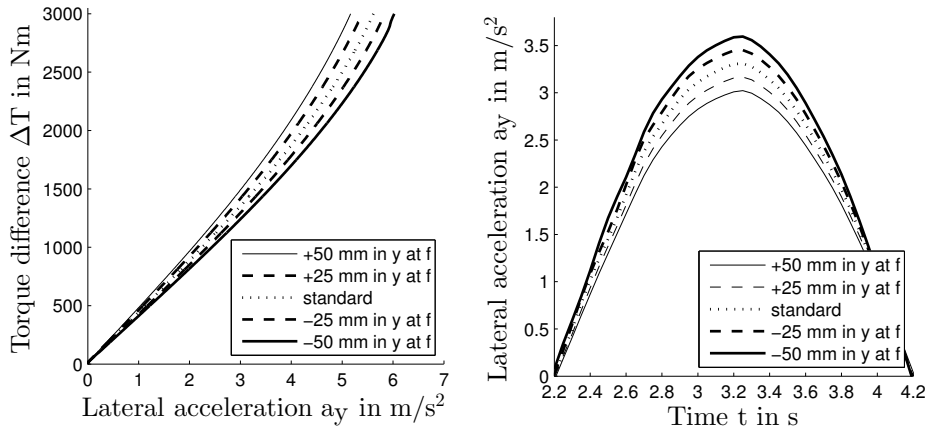 Torque difference ΔT in Nm
3000
2500
2000
1500
1000
500
0
0 1 2 3 4 5 6 7
Lateral acceleration ay in m/s²
+50 mm in y at f
+25 mm in y at f
standard
−25 mm in y at f
−50 mm in y at f
Lateral acceleration ay in m/s²
4
3.5
3
2.5
2
1.5
1
0.5
0
2.2 2.4 2.6 2.8 3 3.2 3.4 3.6 3.8 4 4.2
Time t in s
+50 mm in y at f
+25 mm in y at f
standard
−25 mm in y at f
−50 mm in y at f